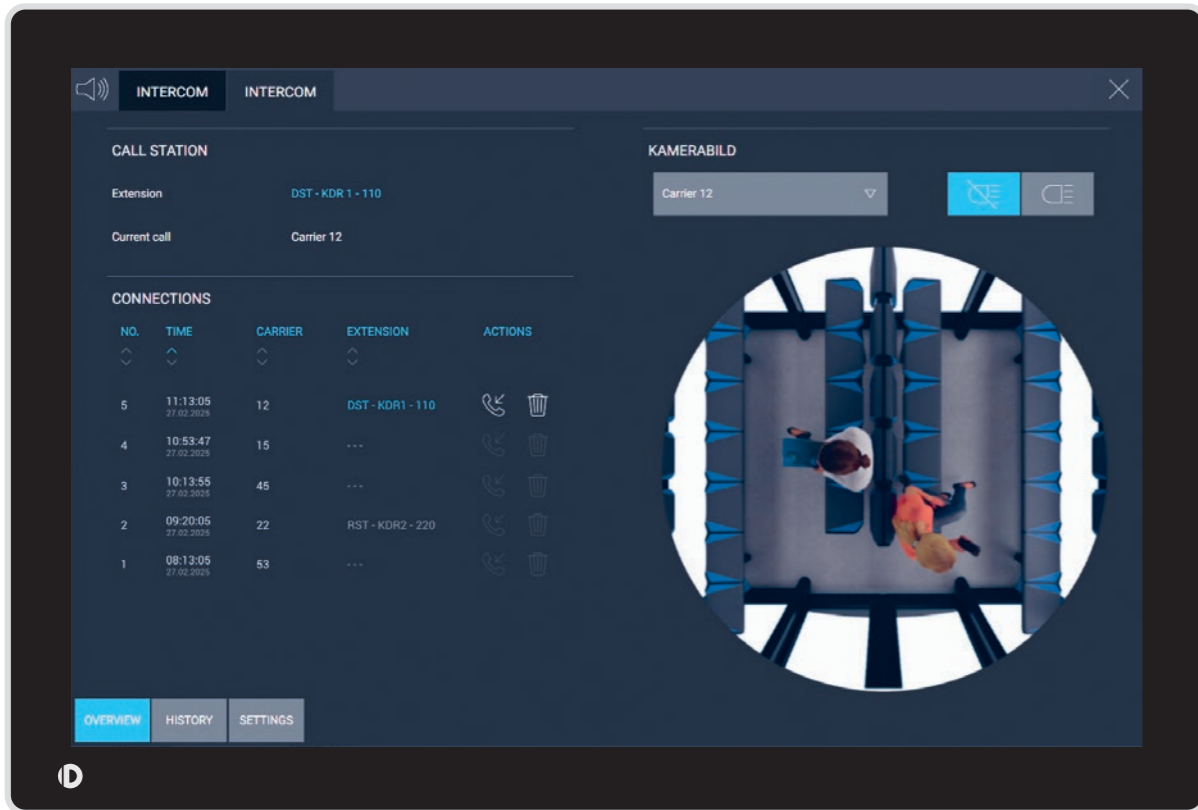 INTERCOM INTERCOM
CALL STATION
Extension DST - KDR 1 - 110
Current call Carrier 12
CONNECTIONS
NO. TIME CARRIER EXTENSION ACTIONS
5 11:13:05 12 DST - KDR1 - 110
27.02.2025
4 10:53:47 15 ---
27.02.2025
3 10:13:55 45 ---
27.02.2025
2 09:20:05 22 RST - KDR2 - 220
27.02.2025
1 08:13:05 53 ---
27.02.2025
KAMERABILD
Carrier 12
OVERVIEW HISTORY SETTINGS
D